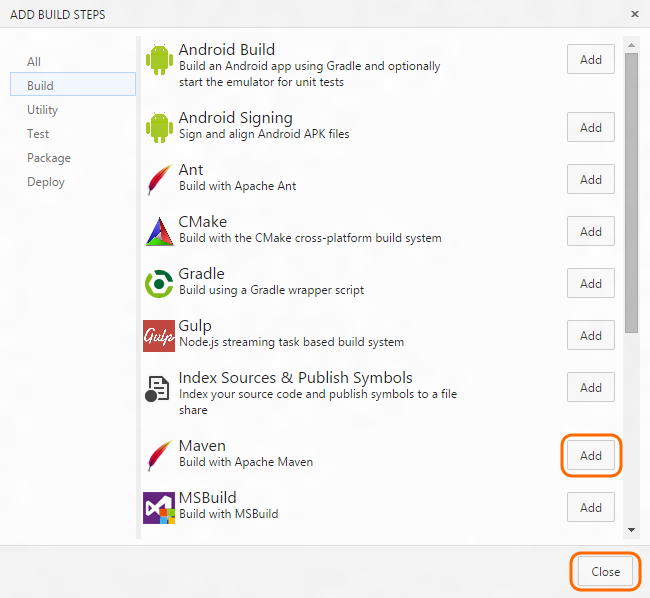 ADD BUILD STEPS
All
Build
Utility
Test
Package
Deploy
Android Build
Build an Android app using Gradle and optionally
start the emulator for unit tests
Add
Android Signing
Sign and align Android APK files
Add
Ant
Build with Apache Ant
Add
CMake
Build with the CMake cross-platform build system
Add
Gradle
Build using a Gradle wrapper script
Add
Gulp
Gulp
Node.js streaming task based build system
Add
Index Sources & Publish Symbols
Index your source code and publish symbols to a file
share
Add
Maven
Build with Apache Maven
Add
MSBuild
Build with MSBuild
Add
Close